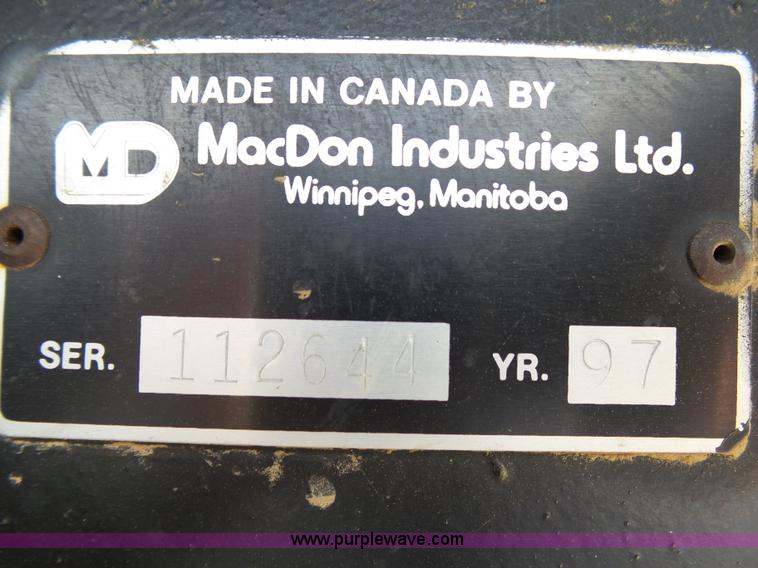 MADE IN CANADA BY
MD MacDon Industries Ltd.
Winnipeg, Manitoba
SER. 112644 YR. 97
www.purplewave.com